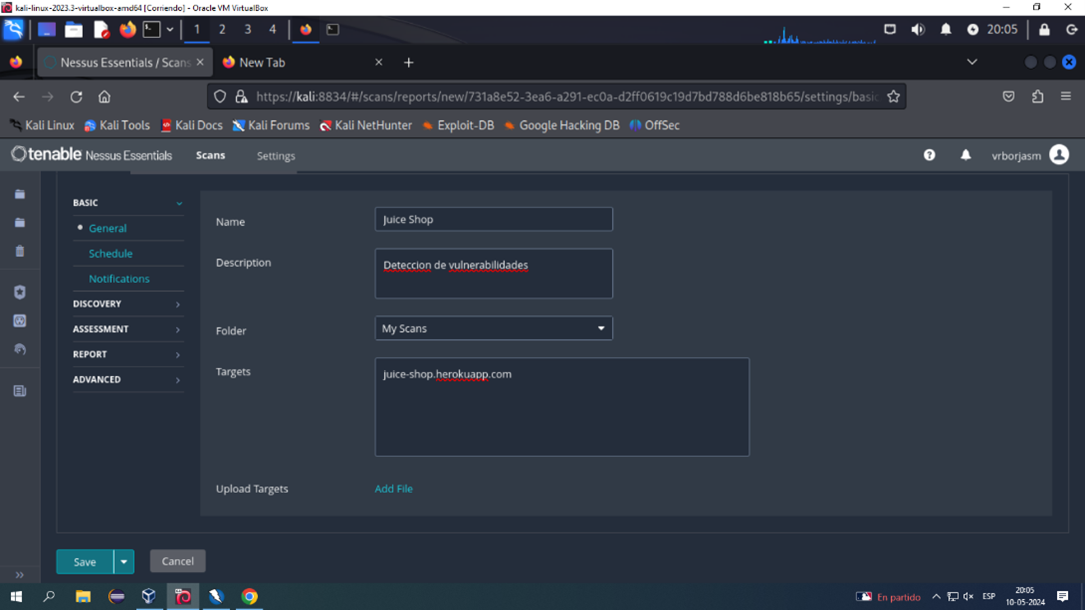 kali-linux-2023.3-virtualbox-amd64 [Corriendo] - Oracle VM VirtualBox
1 2 3 4 20:05
Nessus Essentials / Scans × New Tab × +
https://kali:8834/#/scans/reports/new/731a8e52-3ea6-a291-ec0a-d2ff0619c19d7bd788d6be818b65/settings/basic
Kali Linux Kali Tools Kali Docs Kali Forums Kali NetHunter Exploit-DB Google Hacking DB OffSec
tenable Nessus Essentials Scans Settings vrborjasm
BASIC
General
Schedule
Notifications
DISCOVERY
ASSESSMENT
REPORT
ADVANCED
Name Juice Shop
Description Deteccion de vulnerabilidades
Folder My Scans
Targets juice-shop.herokuapp.com
Upload Targets Add File
Save Cancel
En partido ESP 20:05
10-05-2024